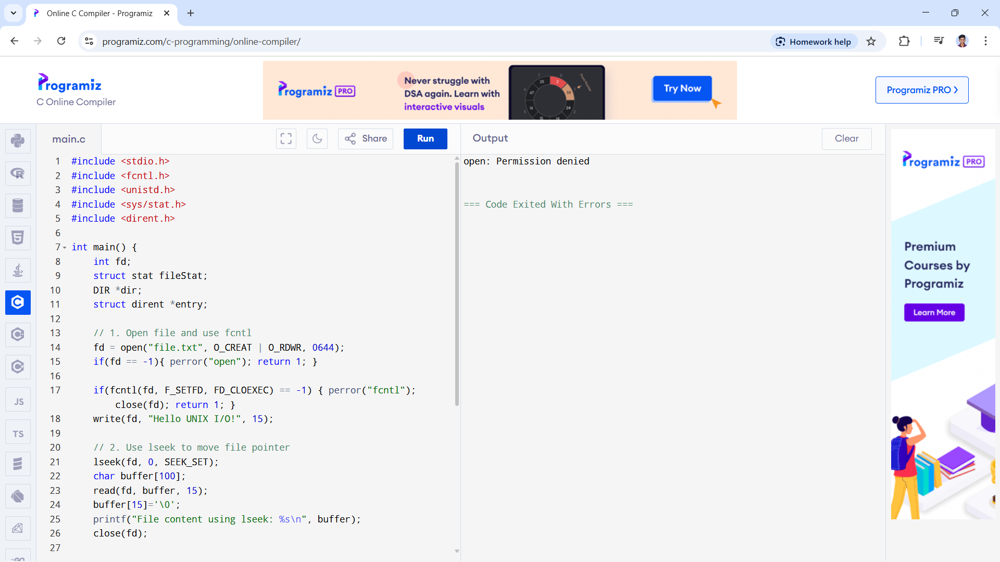 Online C Compiler - Programiz
programiz.com/c-programming/online-compiler/
Homework help
Programiz
C Online Compiler
Programiz PRO
Never struggle with
DSA again. Learn with
interactive visuals
Try Now
Programiz PRO
main.c
Share
Run
Output
Clear
1 #include <stdio.h>
2 #include <fcntl.h>
3 #include <unistd.h>
4 #include <sys/stat.h>
5 #include <dirent.h>
6
7 int main() {
8 int fd;
9 struct stat fileStat;
10 DIR *dir;
11 struct dirent *entry;
12
13 // 1. Open file and use fcntl
14 fd = open("file.txt", O_CREAT | O_RDWR, 0644);
15 if(fd == -1){ perror("open"); return 1; }
16
17 if(fcntl(fd, F_SETFD, FD_CLOEXEC) == -1) { perror("fcntl");
close(fd); return 1; }
18 write(fd, "Hello UNIX I/O!", 15);
19
20 // 2. Use lseek to move file pointer
21 lseek(fd, 0, SEEK_SET);
22 char buffer[100];
23 read(fd, buffer, 15);
24 buffer[15]='\0';
25 printf("File content using lseek: %s\n", buffer);
26 close(fd);
27
open: Permission denied
=== Code Exited With Errors ===
JS
TS
Programiz PRO
Premium
Courses by
Programiz
Learn More